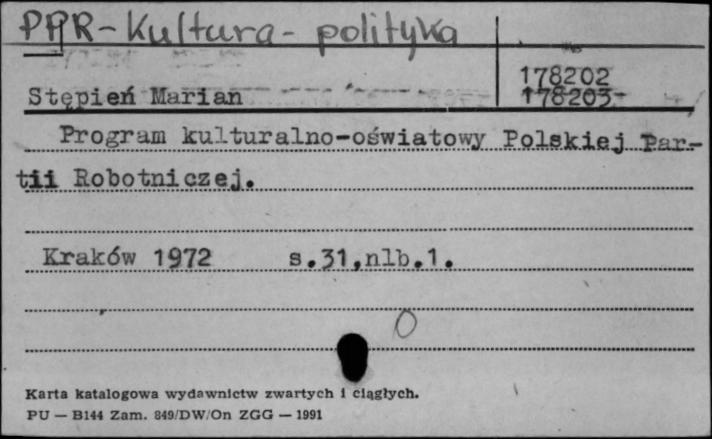 PPR - Kultura - polityka
178202
Stępień Marian 178203
Program kulturalno-oświatowy Polskiej Par-
tii Robotniczej.
Kraków 1972 s.31,nlb.1.
0
Karta katalogowa wydawnictw zwartych i ciągłych.
PU — B144 Zam. 849/DW/On ZGG — 1991